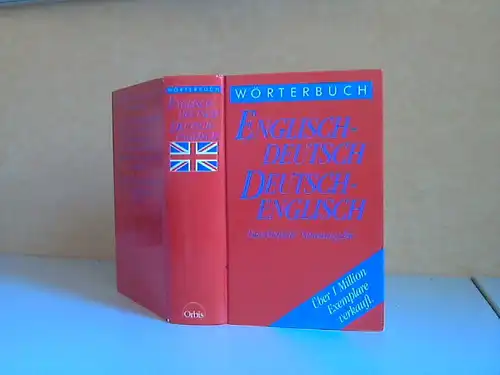 WÖRTERBUCH
ENGLISCH-
DEUTSCH
DEUTSCH-
ENGLISCH
Über 1 Million
Exemplare
verkauft.
WÖRTERBUCH
Orbis